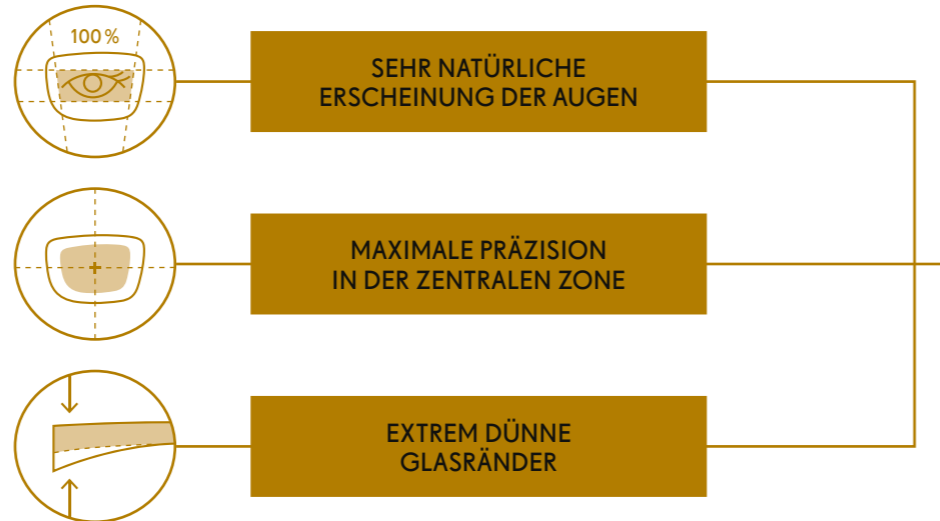 100 %
SEHR NATÜRLICHE
ERSCHEINUNG DER AUGEN
MAXIMALE PRÄZISION
IN DER ZENTRALEN ZONE
EXTREM DÜNNE
GLASRÄNDER